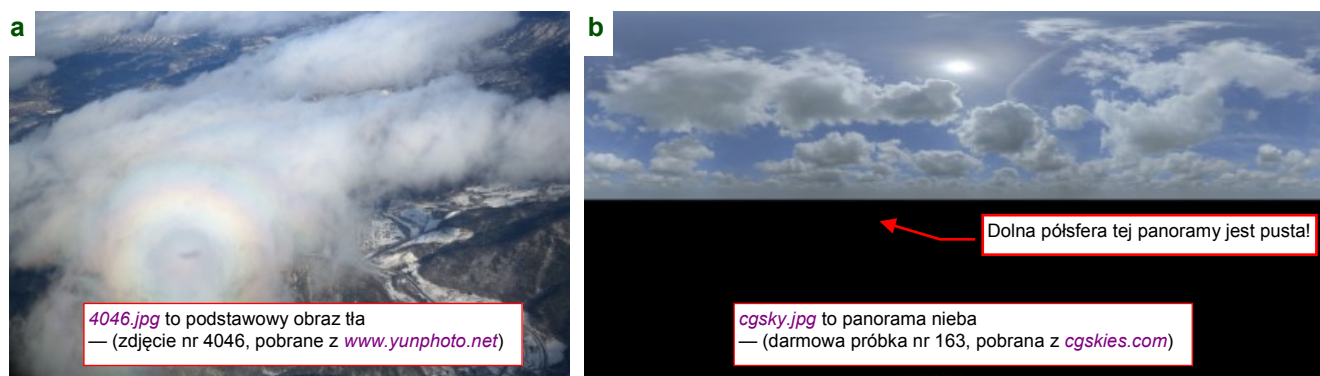 a
b
Dolna półsfera tej panoramy jest pusta!
4046.jpg to podstawowy obraz tła
— (zdjęcie nr 4046, pobrane z www.yunphoto.net)
cgsky.jpg to panorama nieba
— (darmowa próbka nr 163, pobrana z cgskies.com)